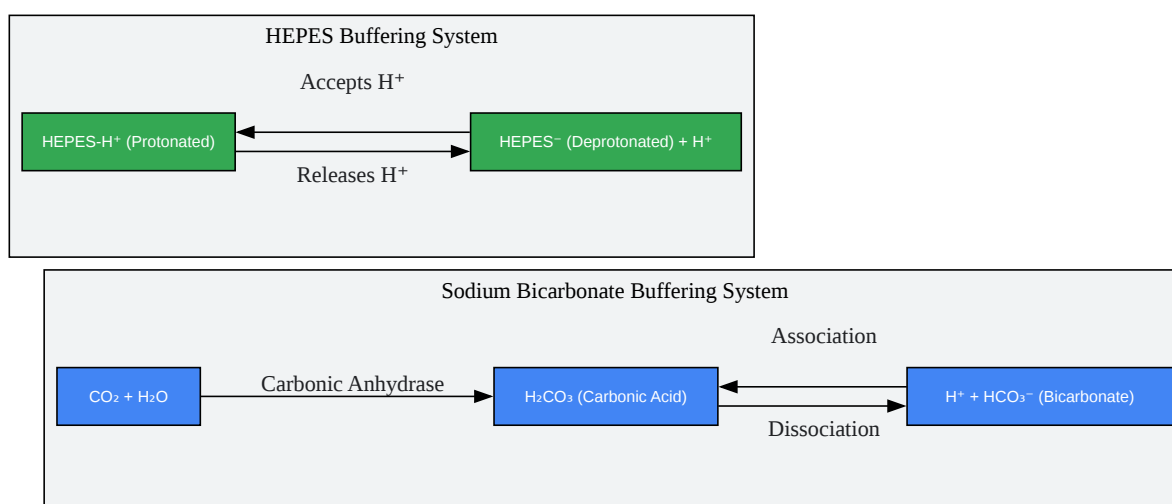 HEPES Buffering System
Accepts H⁺
HEPES-H⁺ (Protonated)
HEPES⁻ (Deprotonated) + H⁺
Releases H⁺
Sodium Bicarbonate Buffering System
Association
CO₂ + H₂O
Carbonic Anhydrase
H₂CO₃ (Carbonic Acid)
H⁺ + HCO₃⁻ (Bicarbonate)
Dissociation